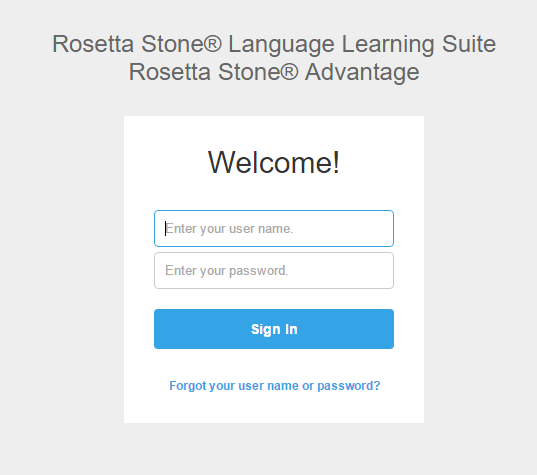 Rosetta Stone® Language Learning Suite
Rosetta Stone® Advantage
Welcome!
Enter your user name.
Enter your password.
Sign In
Forgot your user name or password?